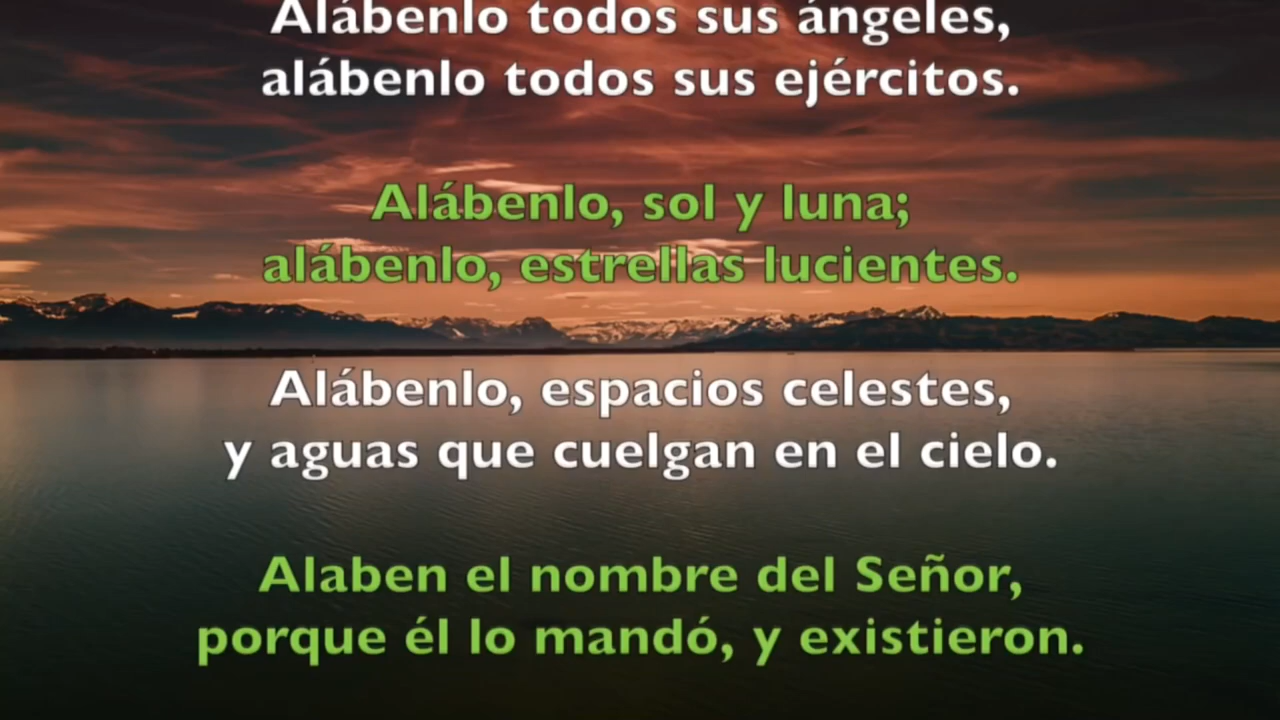 Alábenlo todos sus ángeles,
alábenlo todos sus ejércitos.
Alábenlo, sol y luna;
alábenlo, estrellas lucientes.
Alábenlo, espacios celestes,
y aguas que cuelgan en el cielo.
Alaben el nombre del Señor,
porque él lo mandó, y existieron.